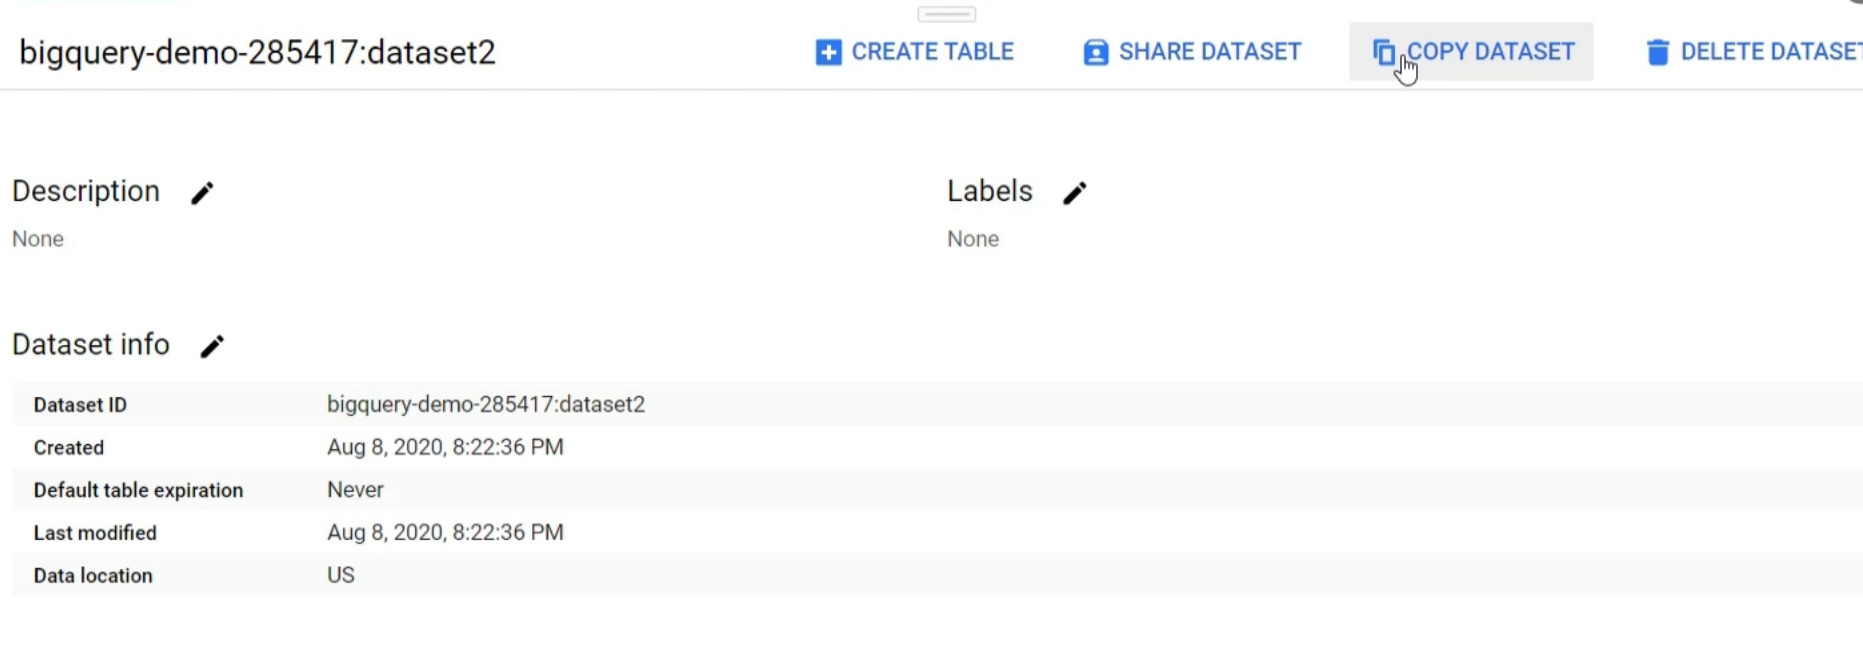 bigquery-demo-285417:dataset2 CREATE TABLE SHARE DATASET COPY DATASET DELETE DATASET
Description Labels
None None
Dataset info
Dataset ID bigquery-demo-285417:dataset2
Created Aug 8, 2020, 8:22:36 PM
Default table expiration Never
Last modified Aug 8, 2020, 8:22:36 PM
Data location US